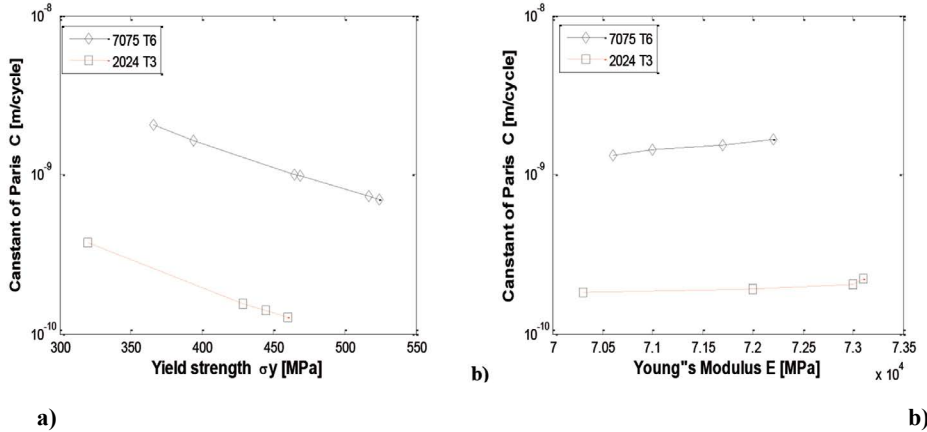 10^-8
7075 T6
2024 T3
Canstant of Paris C [m/cycle]
10^-9
10^-10
300 350 400 450 500 550
Yield strength σy [MPa]
b)
a)
10^-8
7075 T6
2024 T3
Canstant of Paris C [m/cycle]
10^-9
10^-10
7 7.05 7.1 7.15 7.2 7.25 7.3 7.35
Young"s Modulus E [MPa]
x 10^4
b)